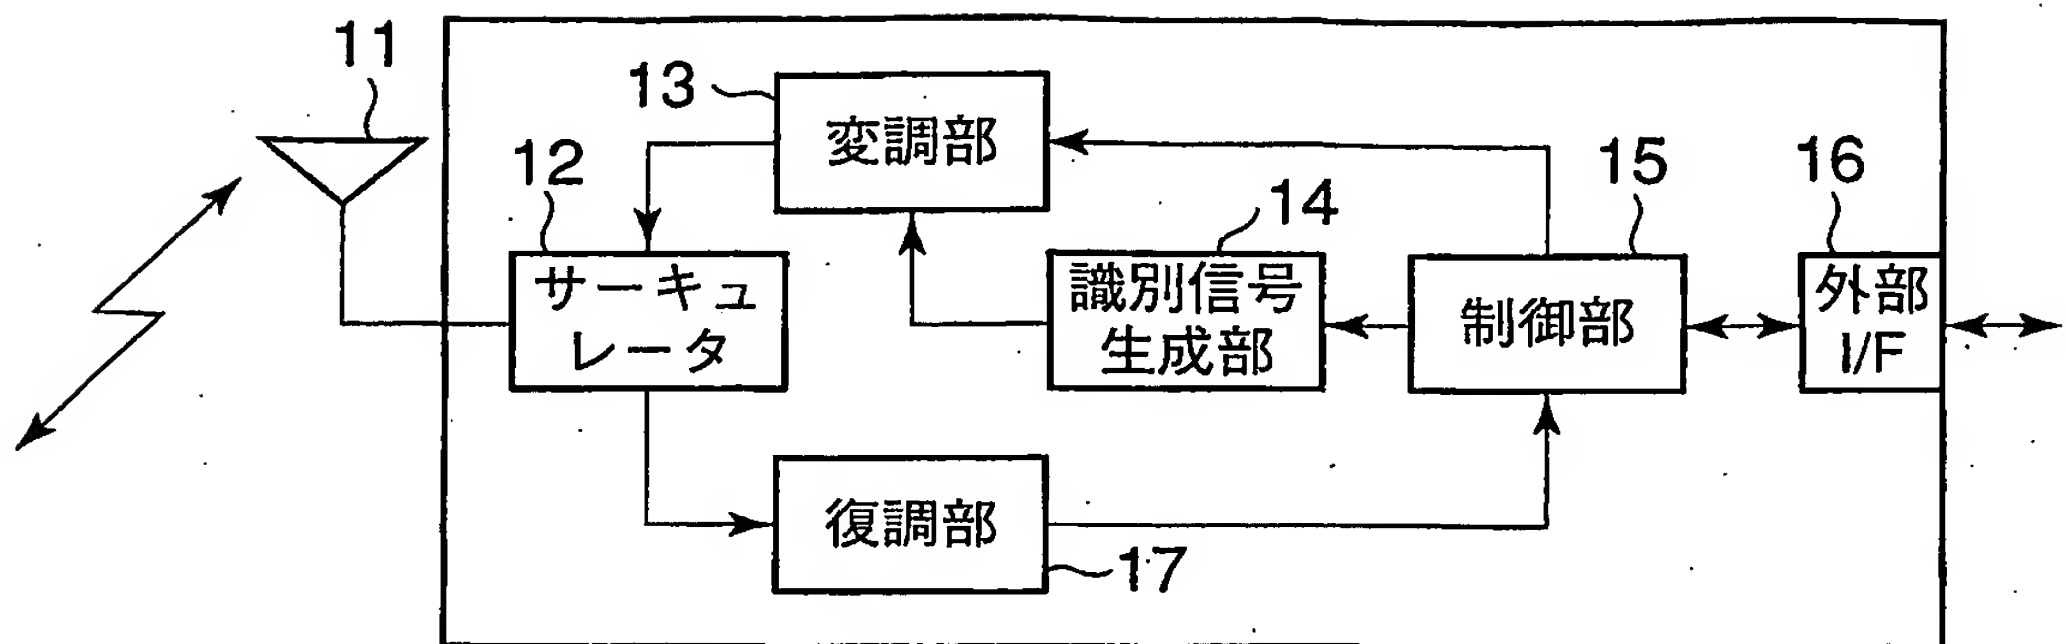 11
13
変調部
12
サーキュ
レータ
14
識別信号
生成部
15
制御部
16
外部
I/F
復調部
17